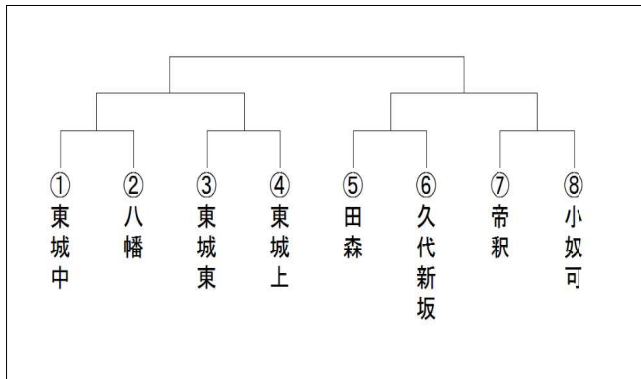 ①東城中
②八幡
③東城東
④東城上
⑤田森
⑥久代新坂
⑦帝釈
⑧小奴可